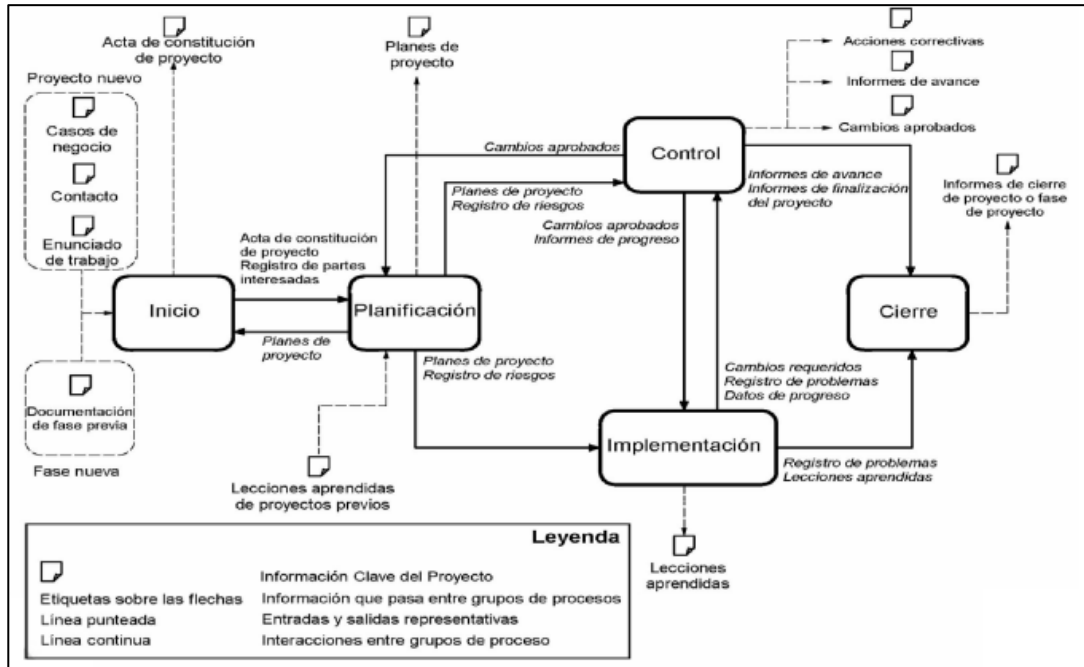 Acta de constitución
de proyecto
Proyecto nuevo
Casos de
negocio
Contacto
Enunciado
de trabajo
Planes de
proyecto
Acciones correctivas
Informes de avance
Cambios aprobados
Control
Cambios aprobados
Planes de proyecto
Registro de riesgos
Informes de avance
Informes de finalización
del proyecto
Cambios aprobados
Informes de progreso
Informes de cierre
de proyecto o fase
de proyecto
Acta de constitución
de proyecto
Registro de partes
interesadas
Inicio
Planificación
Cierre
Planes de
proyecto
Planes de proyecto
Registro de riesgos
Cambios requeridos
Registro de problemas
Datos de progreso
Documentación
de fase previa
Fase nueva
Implementación
Registro de problemas
Lecciones aprendidas
Lecciones aprendidas
de proyectos previos
Lecciones
aprendidas
Leyenda
Información Clave del Proyecto
Etiquetas sobre las flechas Información que pasa entre grupos de procesos
Línea punteada Entradas y salidas representativas
Línea continua Interacciones entre grupos de proceso